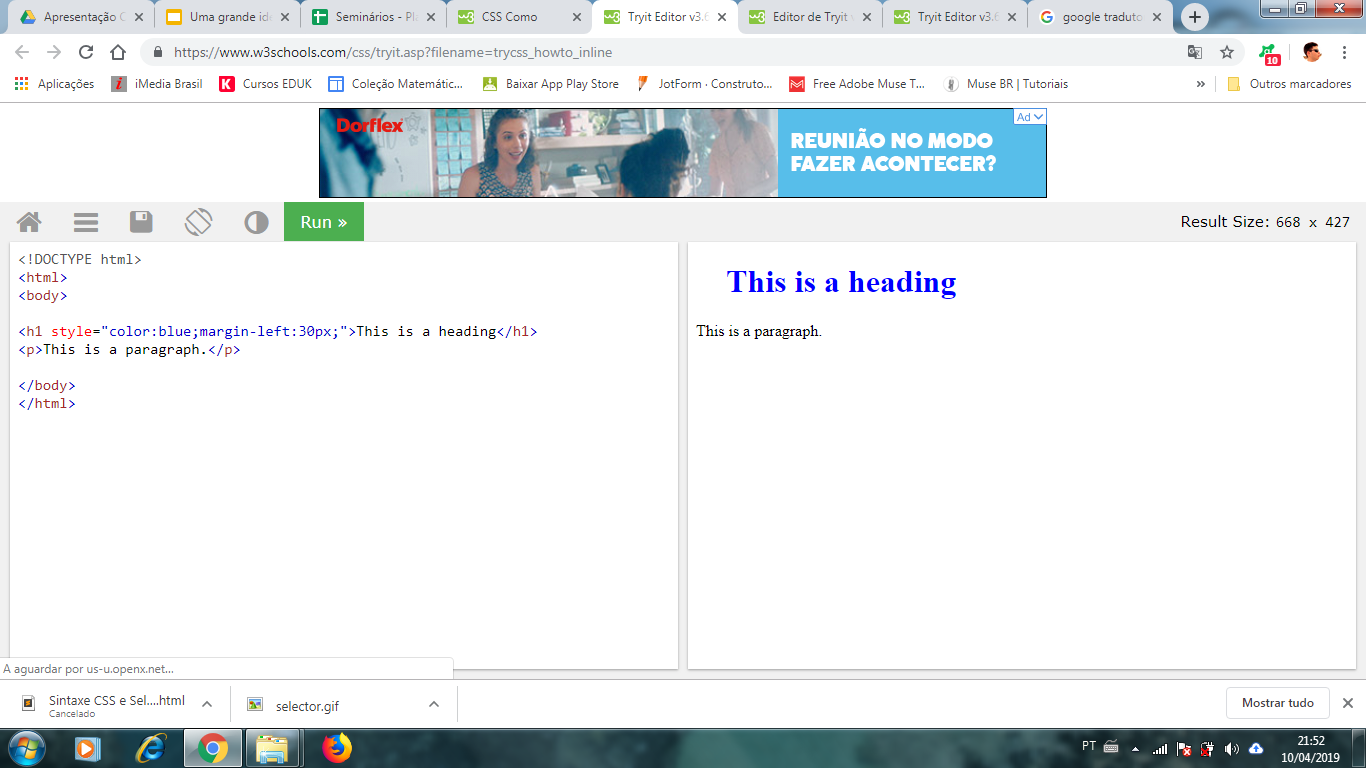 Apresentação C
Uma grande ide
Seminários - Pla
CSS Como
Tryit Editor v3.6
Editor de Tryit v
Tryit Editor v3.6
google traduto
https://www.w3schools.com/css/tryit.asp?filename=trycss_howto_inline
10
Aplicações
iMedia Brasil
Cursos EDUK
Coleção Matemátic...
Baixar App Play Store
JotForm · Construto...
Free Adobe Muse T...
Muse BR | Tutoriais
»
Outros marcadores
Dorflex
Ad
REUNIÃO NO MODO
FAZER ACONTECER?
Run »
Result Size: 668 x 427
<!DOCTYPE html>
<html>
<body>
<h1 style="color:blue;margin-left:30px;">This is a heading</h1>
<p>This is a paragraph.</p>
</body>
</html>
This is a heading
This is a paragraph.
A aguardar por us-u.openx.net...
Sintaxe CSS e Sel....html
Cancelado
selector.gif
Mostrar tudo
PT
21:52
10/04/2019